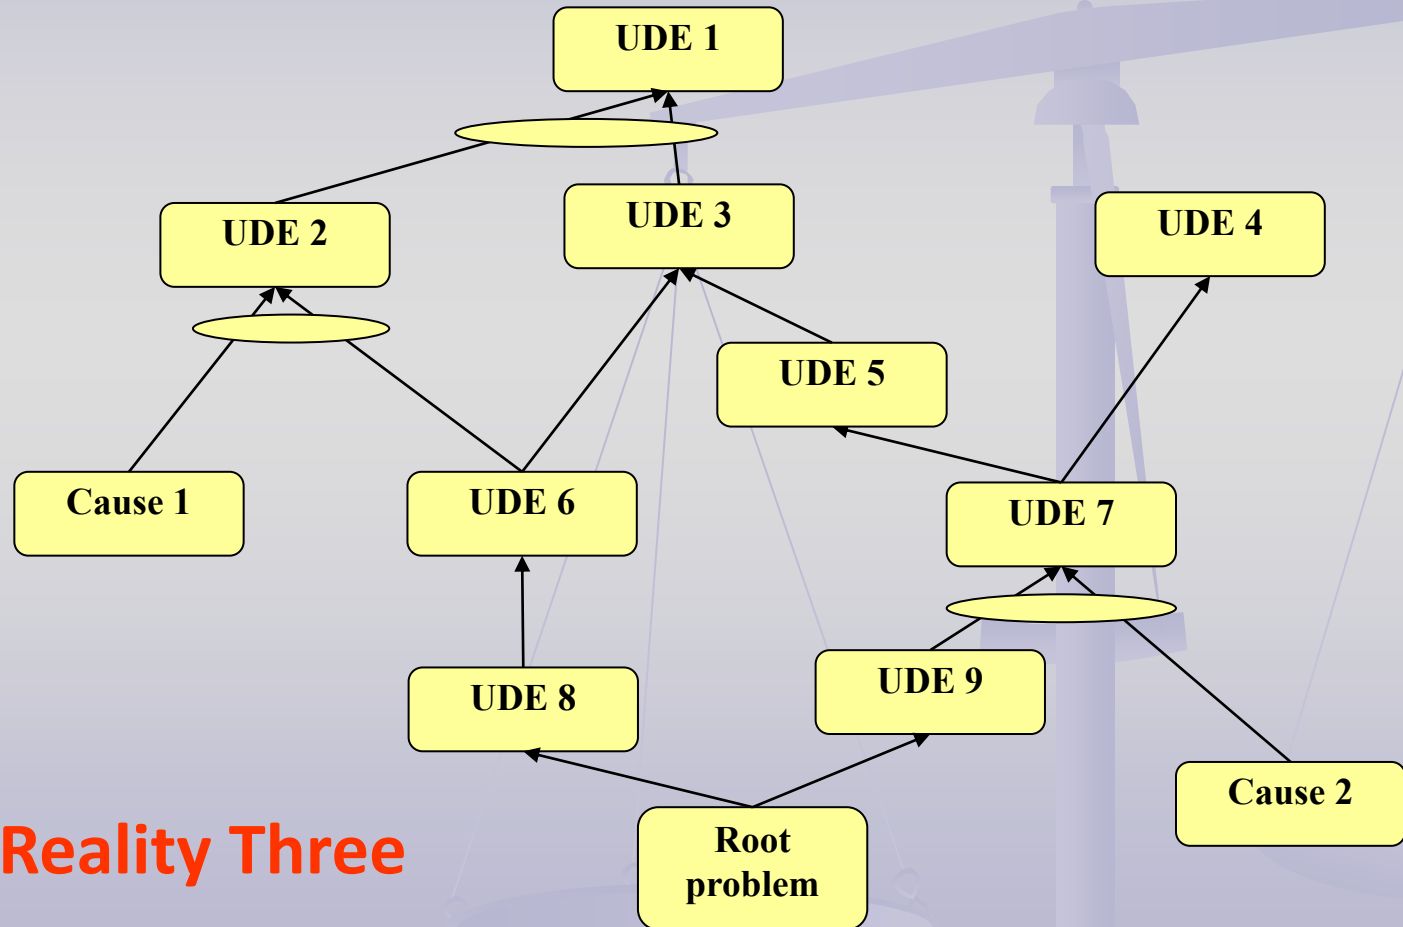 UDE 1
UDE 2
UDE 3
UDE 4
UDE 5
Cause 1
UDE 6
UDE 7
UDE 8
UDE 9
Cause 2
Root
problem
Reality Three